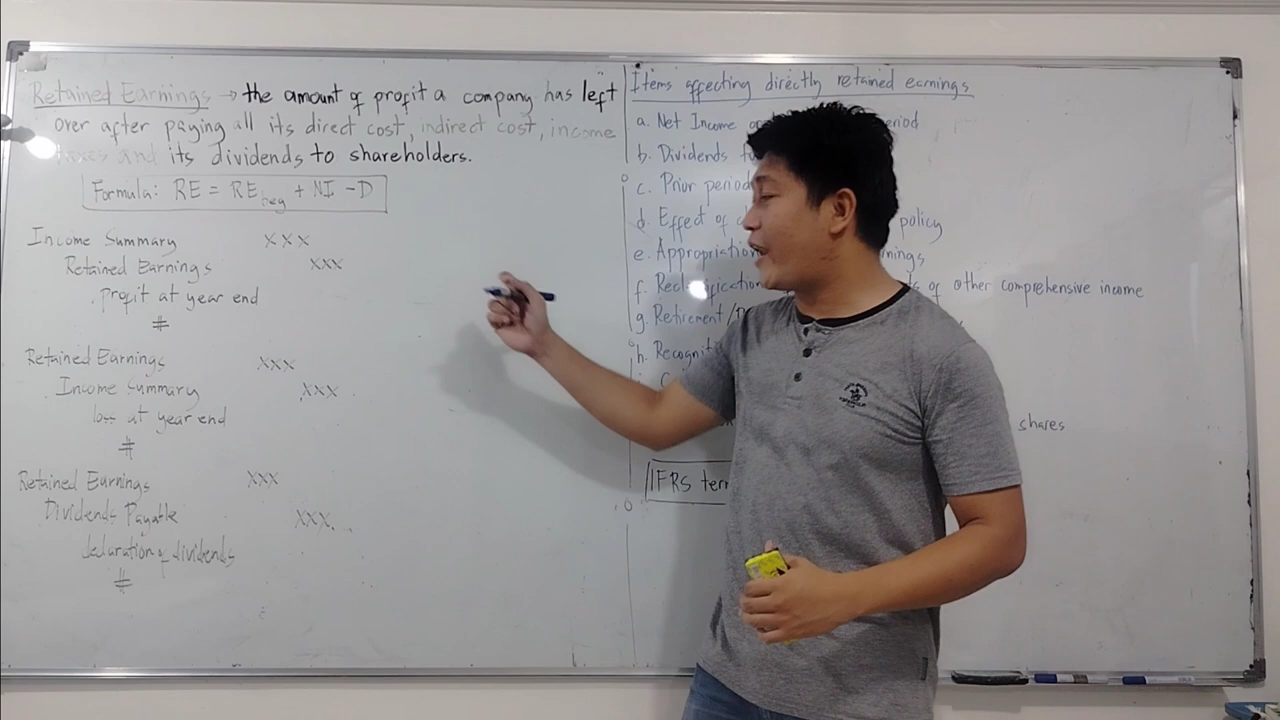 Retained Earnings → the amount of profit a company has left
over after paying all its direct cost, indirect cost, income
taxes and its dividends to shareholders.
Formula: RE = RE beg + NI - D
Income Summary XXX
Retained Earnings XXX
Profit at year end
#
Retained Earnings XXX
Income Summary XXX
loss at year end
#
Retained Earnings XXX
Dividends Payable XXX
declaration of dividends
#
Items affecting directly retained earnings
a. Net Income
b. Dividends
c. Prior period
d. Effect of policy
e. Appropriation
f. of other comprehensive income
g. Retirement/
h.
shares
IFRS